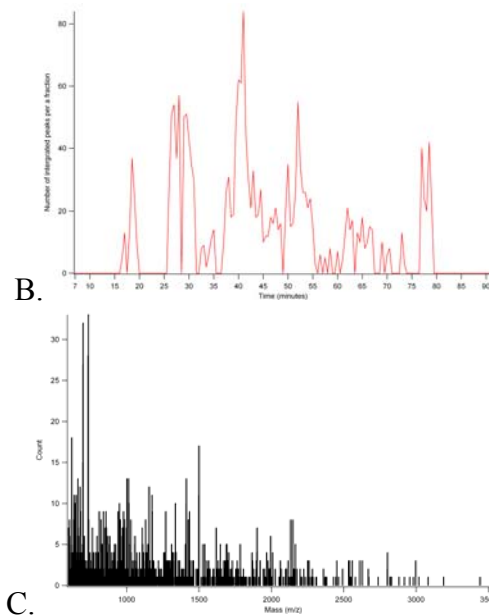 80
60
40
20
0
Number of intergrated peaks per a fraction
7 10 15 20 25 30 35 40 45 50 55 60 65 70 75 80 85 90
Time (minutes)
B.
30
25
20
15
10
5
0
Count
1000 1500 2000 2500 3000 3500
Mass (m/z)
C.